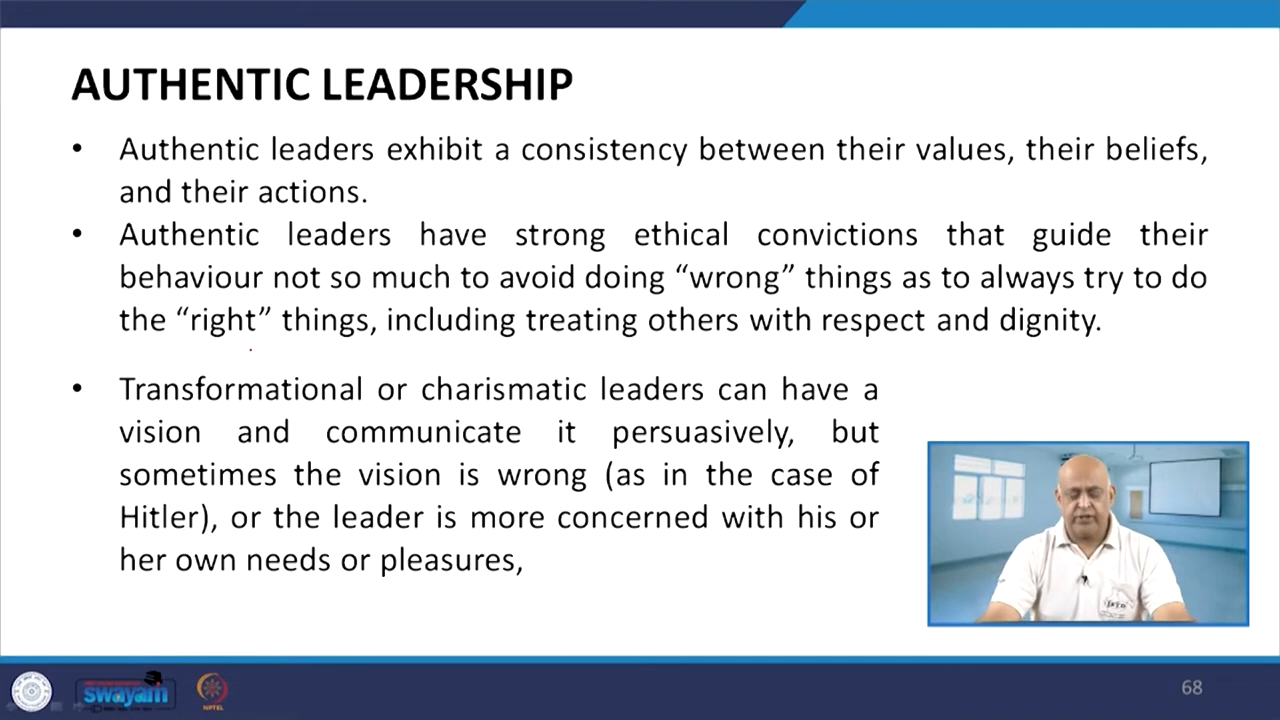 AUTHENTIC LEADERSHIP
• Authentic leaders exhibit a consistency between their values, their beliefs,
and their actions.
• Authentic leaders have strong ethical convictions that guide their
behaviour not so much to avoid doing “wrong” things as to always try to do
the “right” things, including treating others with respect and dignity.
• Transformational or charismatic leaders can have a
vision and communicate it persuasively, but
sometimes the vision is wrong (as in the case of
Hitler), or the leader is more concerned with his or
her own needs or pleasures,
swayam
NPTEL
68